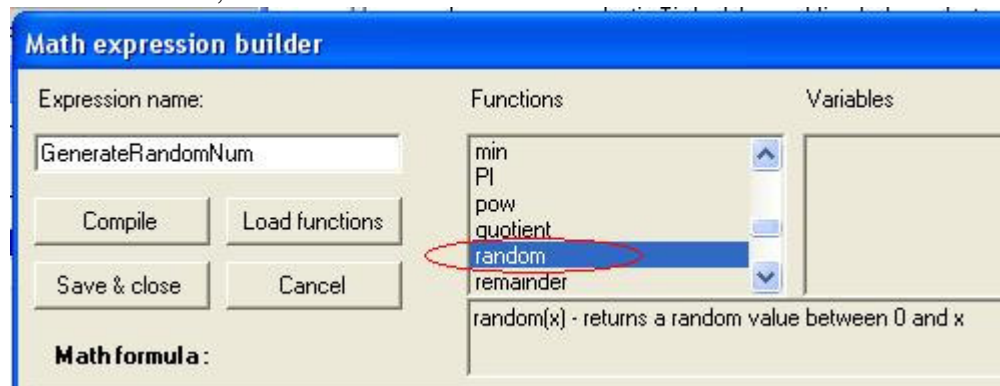 Math expression builder
Expression name:
Functions
Variables
GenerateRandomNum
min
PI
pow
quotient
random
remainder
Compile
Load functions
Save & close
Cancel
random(x) - returns a random value between 0 and x
Math formula :